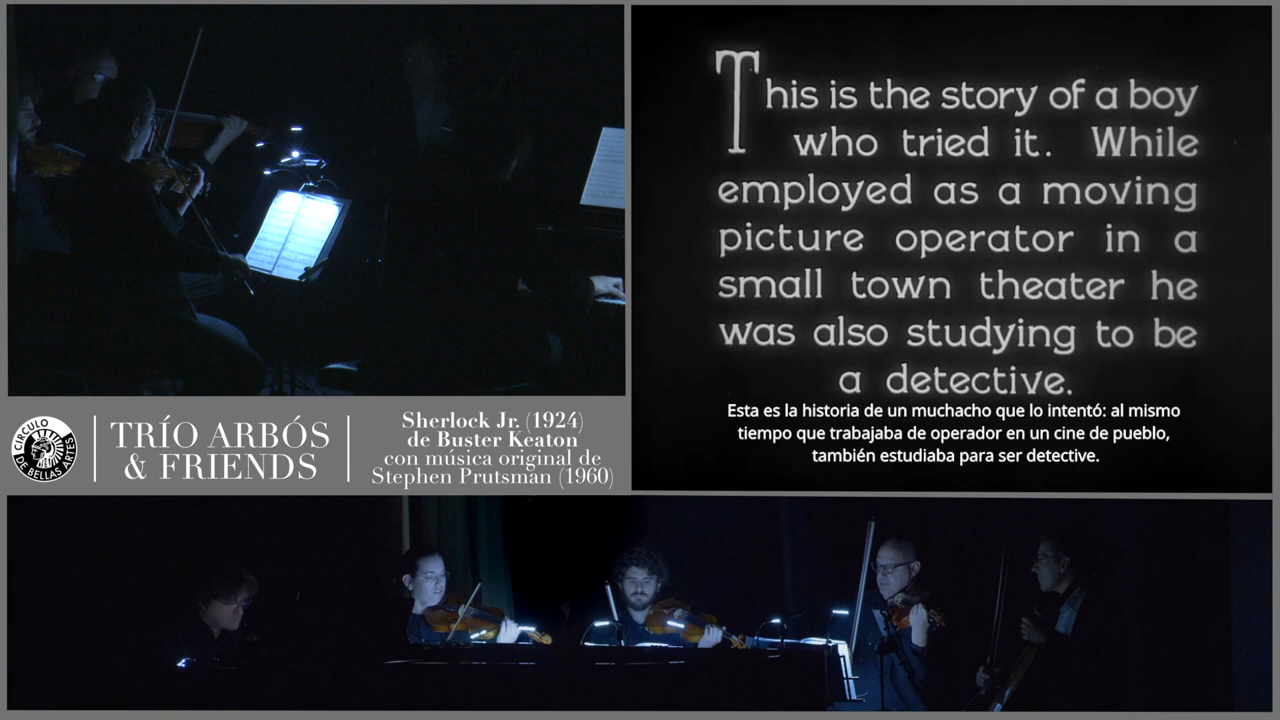 This is the story of a boy
who tried it. While
employed as a moving
picture operator in a
small town theater he
was also studying to be
a detective.
Esta es la historia de un muchacho que lo intentó: al mismo
tiempo que trabajaba de operador en un cine de pueblo,
también estudiaba para ser detective.
CIRCULO
DE BELLAS ARTES
TRÍO ARBÓS
& FRIENDS
Sherlock Jr. (1924)
de Buster Keaton
con música original de
Stephen Prutsman (1960)